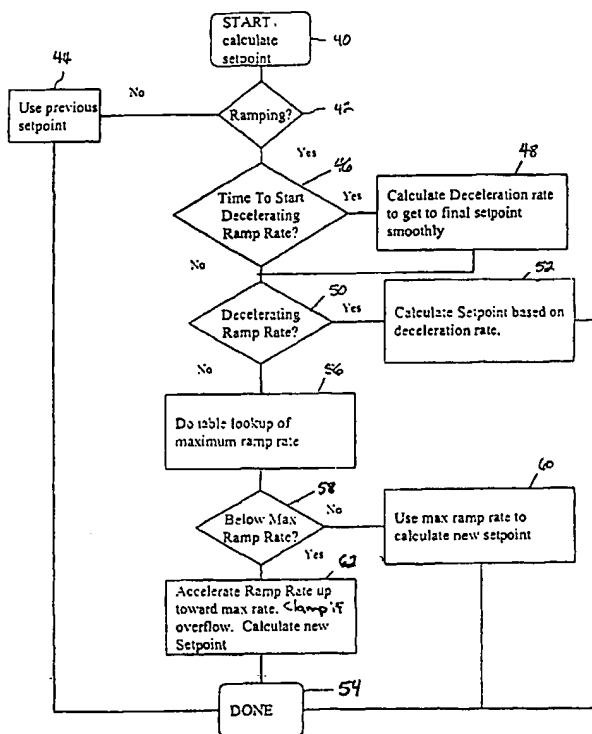 START.
calculate
setpoint
40
44
No
Use previous
setpoint
Ramping?
42
Yes
46
48
Time To Start
Decelerating
Ramp Rate?
Yes
Calculate Deceleration rate
to get to final setpoint
smoothly
No
50
52
Decelerating
Ramp Rate?
Yes
Calculate Setpoint based on
deceleration rate.
No
56
Do table lookup of
maximum ramp rate
58
60
Below Max
Ramp Rate?
No
Use max ramp rate to
calculate new setpoint
Yes
62
Accelerate Ramp Rate up
toward max rate. Clamp if
overflow. Calculate new
Setpoint
54
DONE